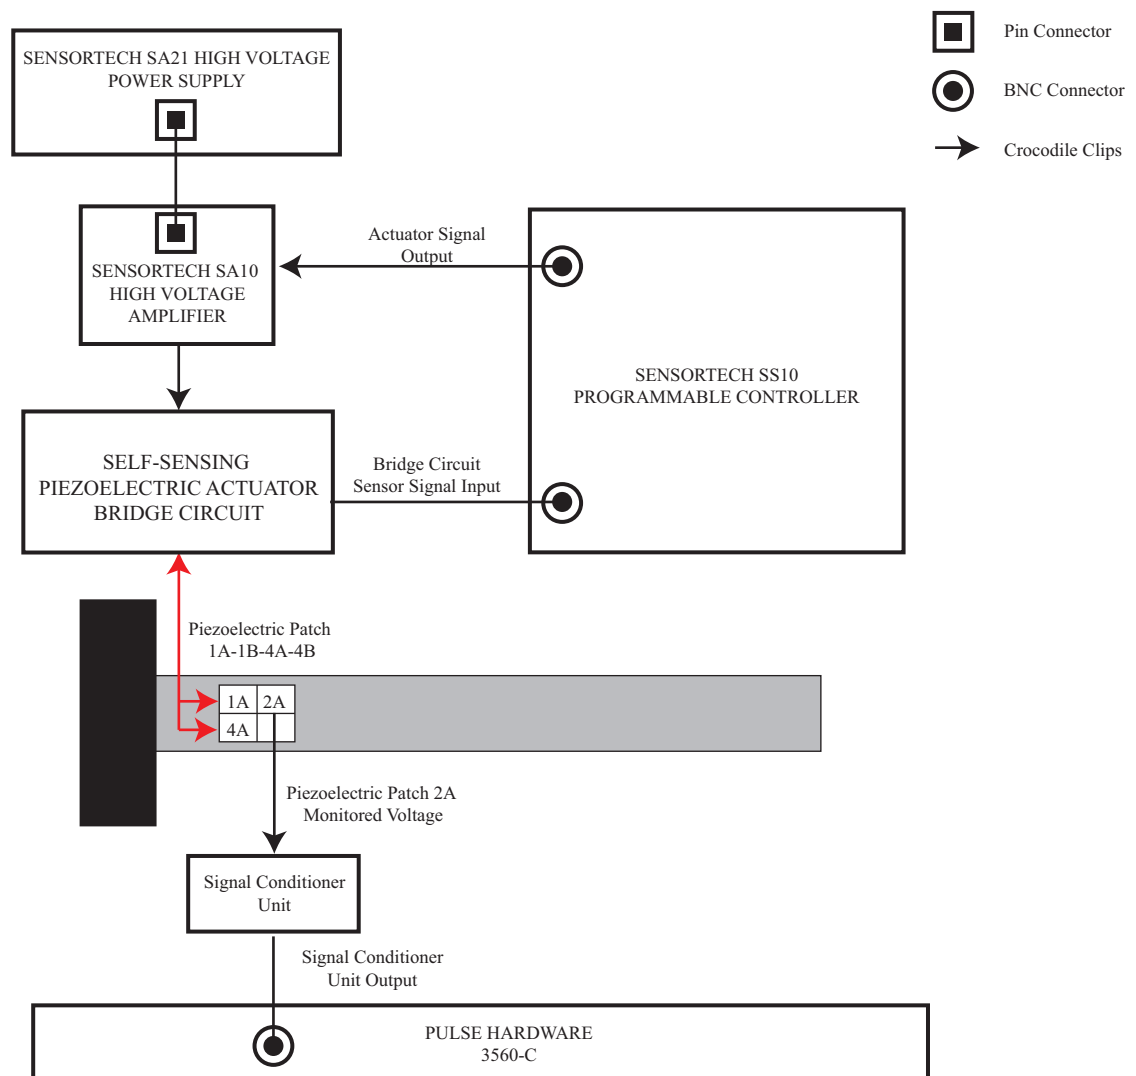 Pin Connector
SENSORTECH SA21 HIGH VOLTAGE
POWER SUPPLY
BNC Connector
Crocodile Clips
Actuator Signal
Output
SENSORTECH SA10
HIGH VOLTAGE
AMPLIFIER
SENSORTECH SS10
PROGRAMMABLE CONTROLLER
SELF-SENSING
PIEZOELECTRIC ACTUATOR
BRIDGE CIRCUIT
Bridge Circuit
Sensor Signal Input
Piezoelectric Patch
1A-1B-4A-4B
1A 2A
4A
Piezoelectric Patch 2A
Monitored Voltage
Signal Conditioner
Unit
Signal Conditioner
Unit Output
PULSE HARDWARE
3560-C